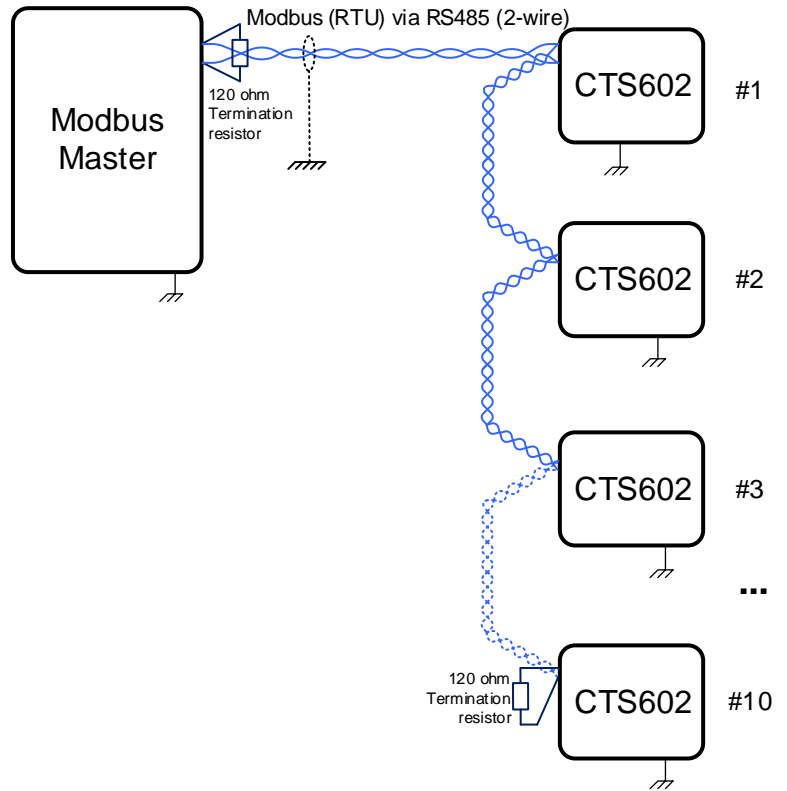 Modbus (RTU) via RS485 (2-wire)
Modbus
Master
120 ohm
Termination
resistor
CTS602
#1
CTS602
#2
CTS602
#3
...
120 ohm
Termination
resistor
CTS602
#10